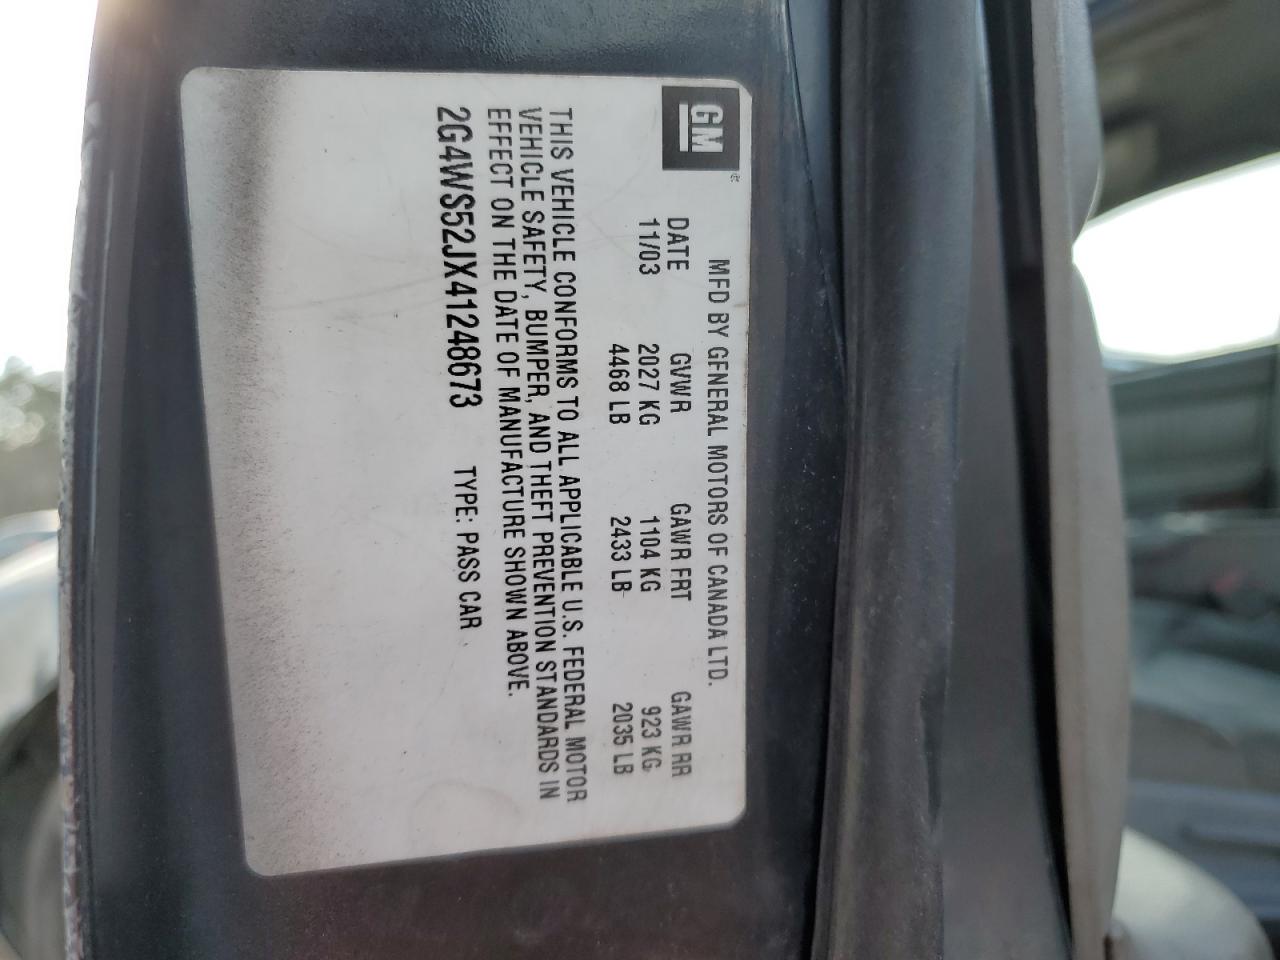 GM
MFD BY GENERAL MOTORS OF CANADA LTD.
DATE GVWR GAWR FRT GAWR RR
11/03 2027 KG 1104 KG 923 KG
4468 LB 2433 LB 2035 LB
THIS VEHICLE CONFORMS TO ALL APPLICABLE U.S. FEDERAL MOTOR
VEHICLE SAFETY, BUMPER, AND THEFT PREVENTION STANDARDS IN
EFFECT ON THE DATE OF MANUFACTURE SHOWN ABOVE.
2G4WS52JX41248673 TYPE: PASS CAR